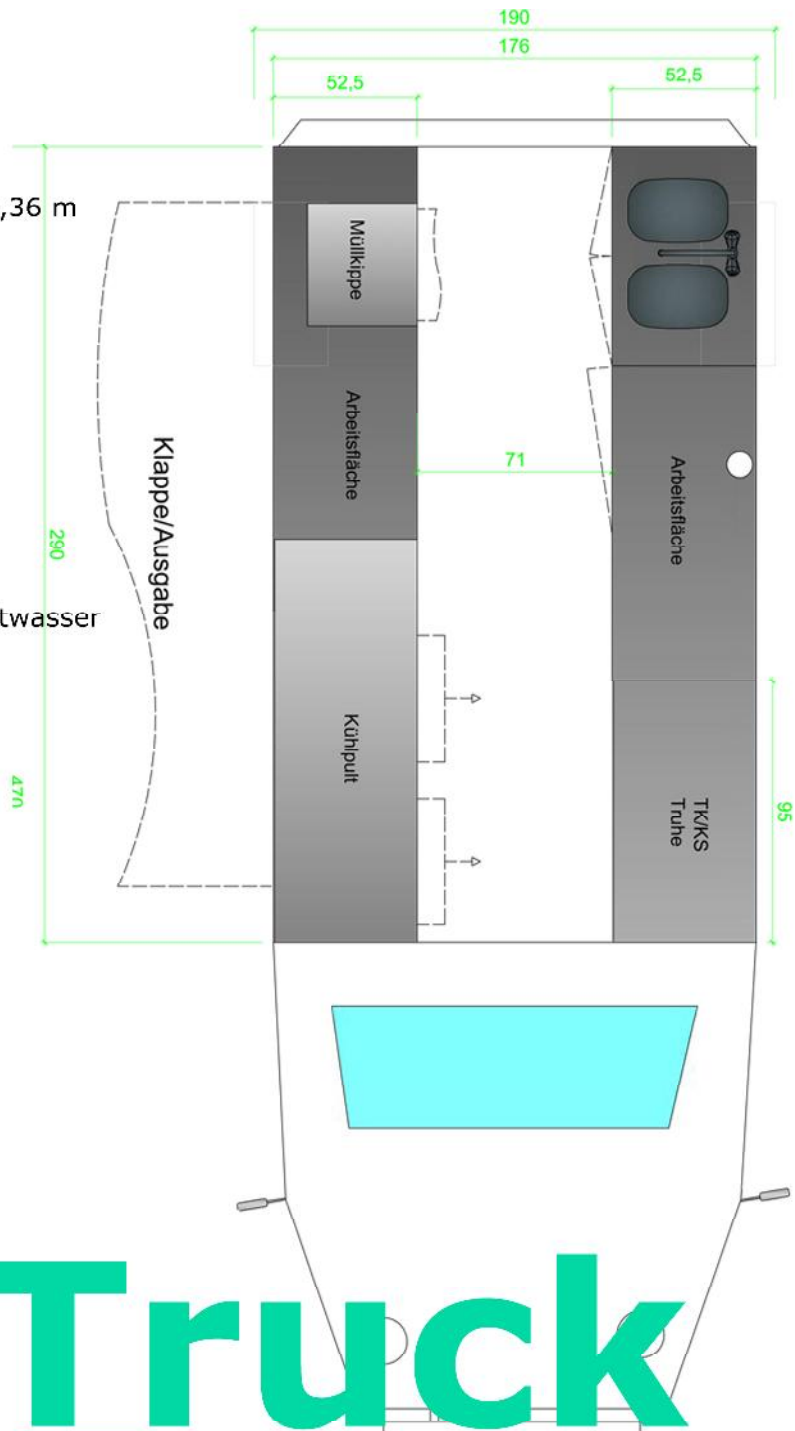 190
176
52,5
52,5
,36 m
Müllkippe
Arbeitsfläche
Klappe/Ausgabe
71
Arbeitsfläche
290
twasser
Kühlpult
TK/KS
Truhe
95
470
Truck